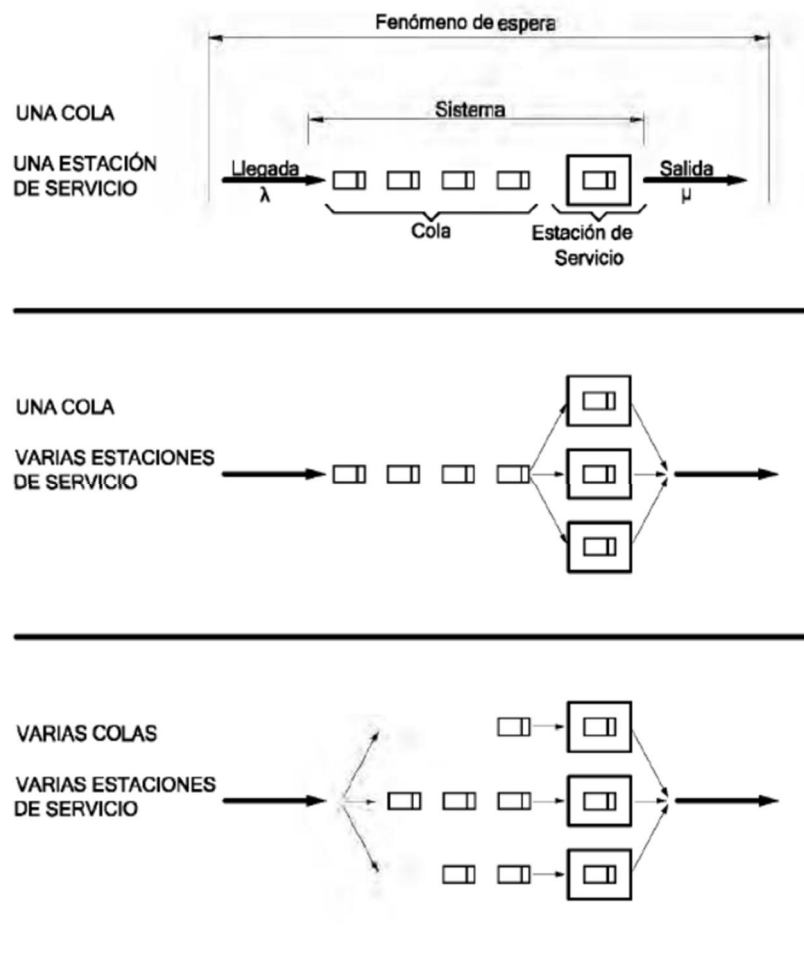 Fenómeno de espera
UNA COLA
Sistema
UNA ESTACIÓN
DE SERVICIO
Llegada
λ
Salida
μ
Cola
Estación de
Servicio
UNA COLA
VARIAS ESTACIONES
DE SERVICIO
VARIAS COLAS
VARIAS ESTACIONES
DE SERVICIO